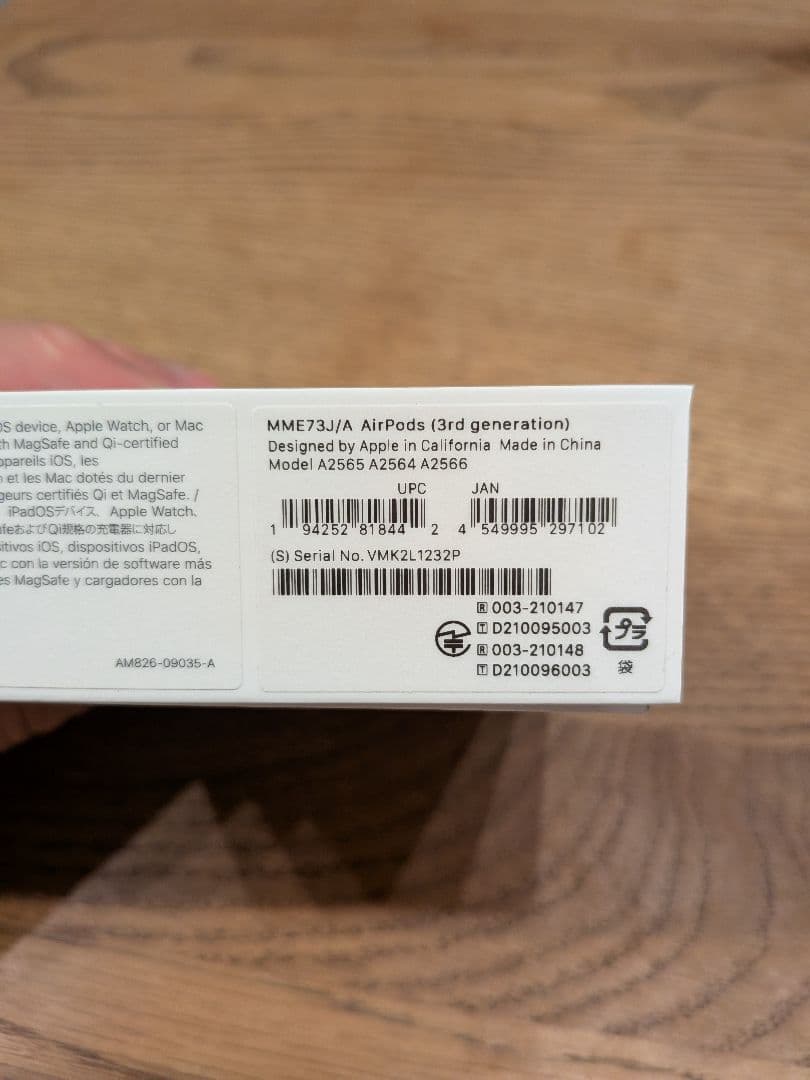 OS device, Apple Watch, or Mac
th MagSafe and Qi-certified
appareils iOS, les
n et les Mac dotés du dernier
geurs certifiés Qi et MagSafe. /
iPadOSデバイス、Apple Watch、
afeおよびQi規格の充電器に対応し
sitivos iOS, dispositivos iPadOS,
c con la versión de software más
es MagSafe y cargadores con la
AM826-09035-A
MME73J/A AirPods (3rd generation)
Designed by Apple in California Made in China
Model A2565 A2564 A2566
UPC JAN
1 94252 81844 2 4 549995 297102
(S) Serial No. VMK2L1232P
R 003-210147
T D210095003
R 003-210148
T D210096003
プラ
袋